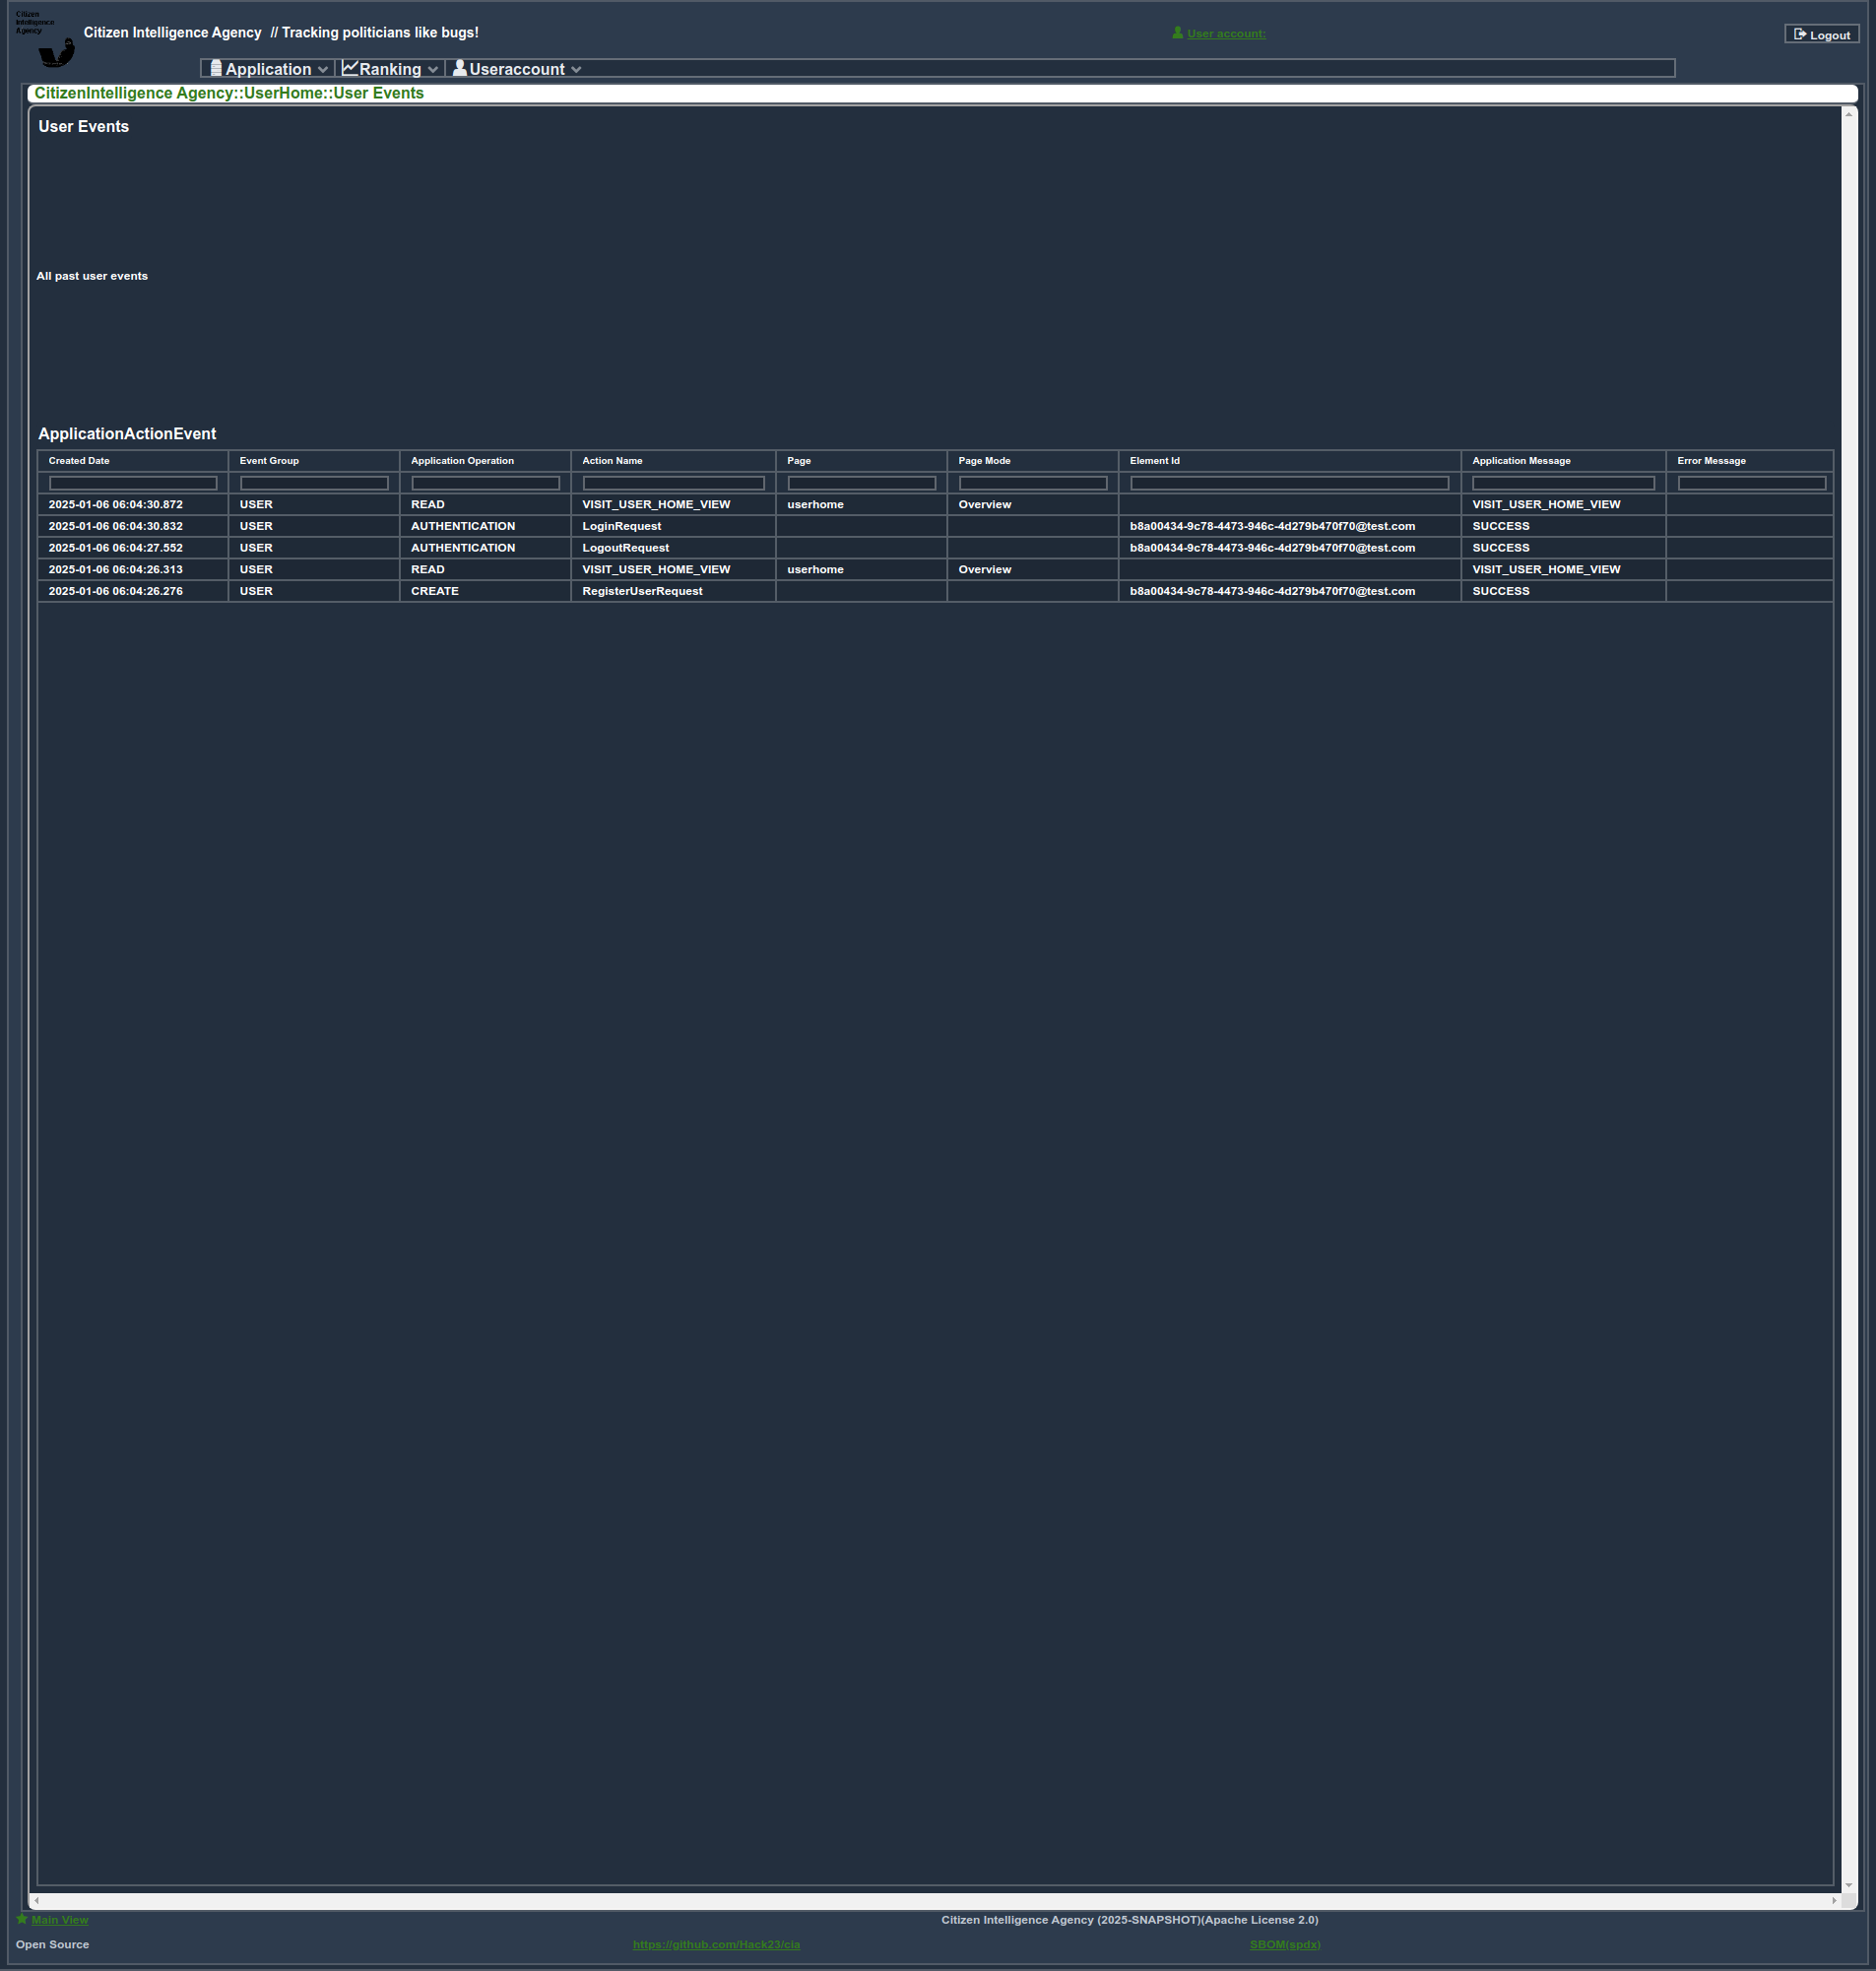 Citizen
Intelligence
Agency
Citizen Intelligence Agency // Tracking politicians like bugs!
User account:
Logout
Application Ranking Useraccount
CitizenIntelligence Agency::UserHome::User Events
User Events
All past user events
ApplicationActionEvent
Created Date Event Group Application Operation Action Name Page Page Mode Element Id Application Message Error Message
2025-01-06 06:04:30.872 USER READ VISIT_USER_HOME_VIEW userhome Overview VISIT_USER_HOME_VIEW
2025-01-06 06:04:30.832 USER AUTHENTICATION LoginRequest b8a00434-9c78-4473-946c-4d279b470f70@test.com SUCCESS
2025-01-06 06:04:27.552 USER AUTHENTICATION LogoutRequest b8a00434-9c78-4473-946c-4d279b470f70@test.com SUCCESS
2025-01-06 06:04:26.313 USER READ VISIT_USER_HOME_VIEW userhome Overview VISIT_USER_HOME_VIEW
2025-01-06 06:04:26.276 USER CREATE RegisterUserRequest b8a00434-9c78-4473-946c-4d279b470f70@test.com SUCCESS
Main View
Citizen Intelligence Agency (2025-SNAPSHOT)(Apache License 2.0)
Open Source
https://github.com/Hack23/cia
SBOM(spdx)